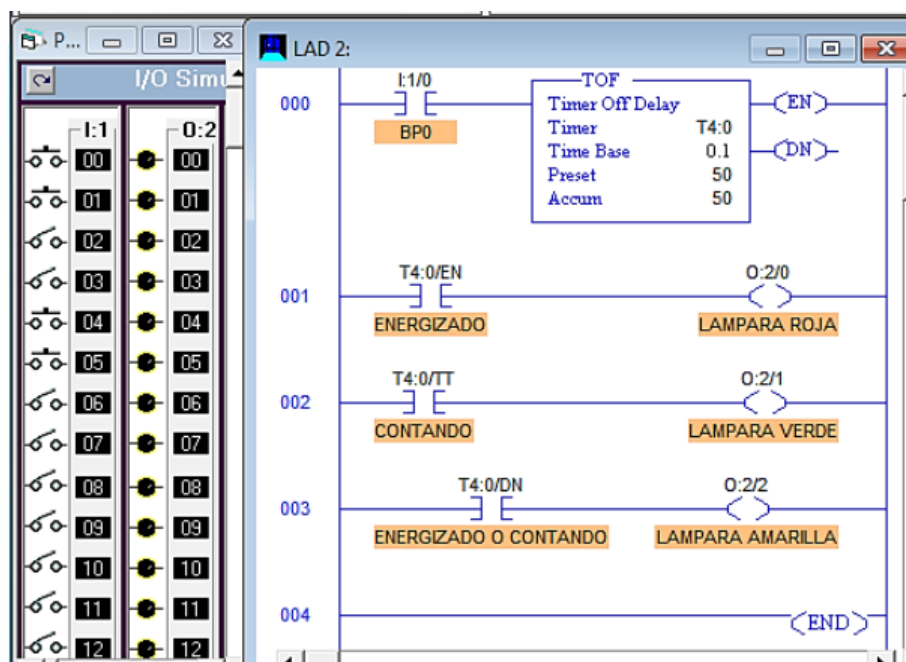 P...
I/O Simu
I:1 O:2
00 00
01 01
02 02
03 03
04 04
05 05
06 06
07 07
08 08
09 09
10 10
11 11
12 12
LAD 2:
000
I:1/0
BP0
TOF
Timer Off Delay
Timer T4:0
Time Base 0.1
Preset 50
Accum 50
EN
DN
001
T4:0/EN
ENERGIZADO
O:2/0
LAMPARA ROJA
002
T4:0/TT
CONTANDO
O:2/1
LAMPARA VERDE
003
T4:0/DN
ENERGIZADO O CONTANDO
O:2/2
LAMPARA AMARILLA
004
END